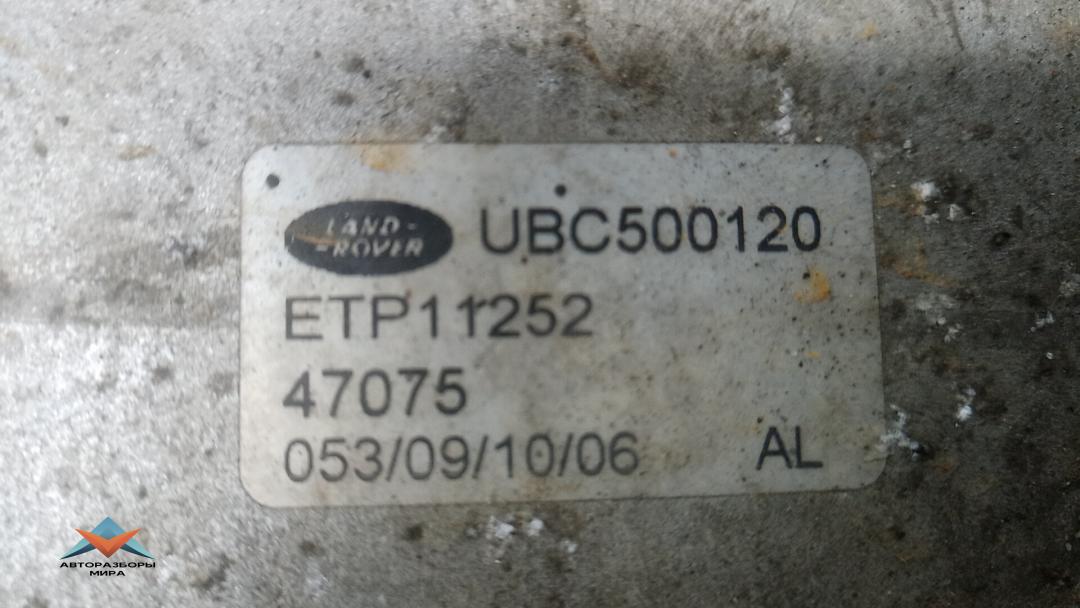 LAND-
-ROVER
UBC500120
ETP11252
47075
053/09/10/06 AL
АВТОРАЗБОРЫ
МИРА